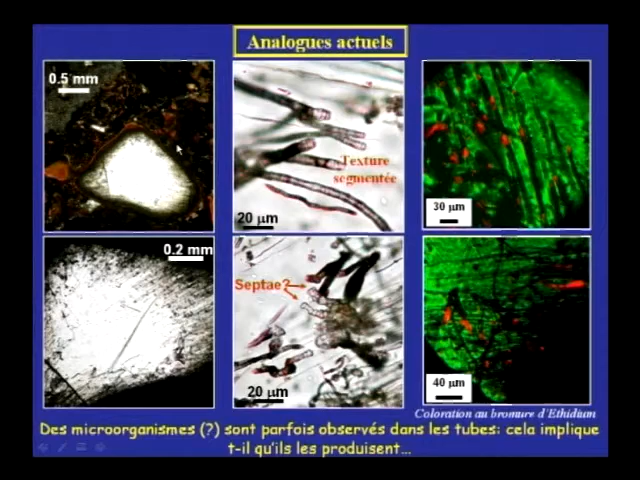 Analogues actuels
0.5 mm
Texture
segmentée
20 µm
30 µm
0.2 mm
Septae?
20 µm
40 µm
Coloration au bromure d'Ethidium
Des microorganismes (?) sont parfois observés dans les tubes: cela implique
t-il qu'ils les produisent...